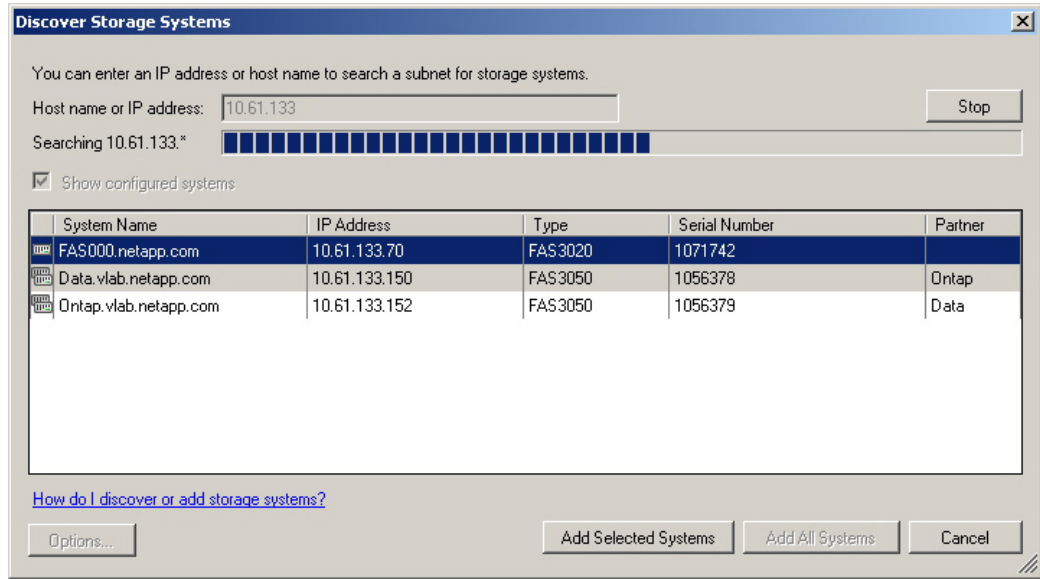 Discover Storage Systems
You can enter an IP address or host name to search a subnet for storage systems.
Host name or IP address: 10.61.133 Stop
Searching 10.61.133.*
Show configured systems
System Name IP Address Type Serial Number Partner
FAS000.netapp.com 10.61.133.70 FAS3020 1071742
Data.vlab.netapp.com 10.61.133.150 FAS3050 1056378 Ontap
Ontap.vlab.netapp.com 10.61.133.152 FAS3050 1056379 Data
How do I discover or add storage systems?
Options... Add Selected Systems Add All Systems Cancel